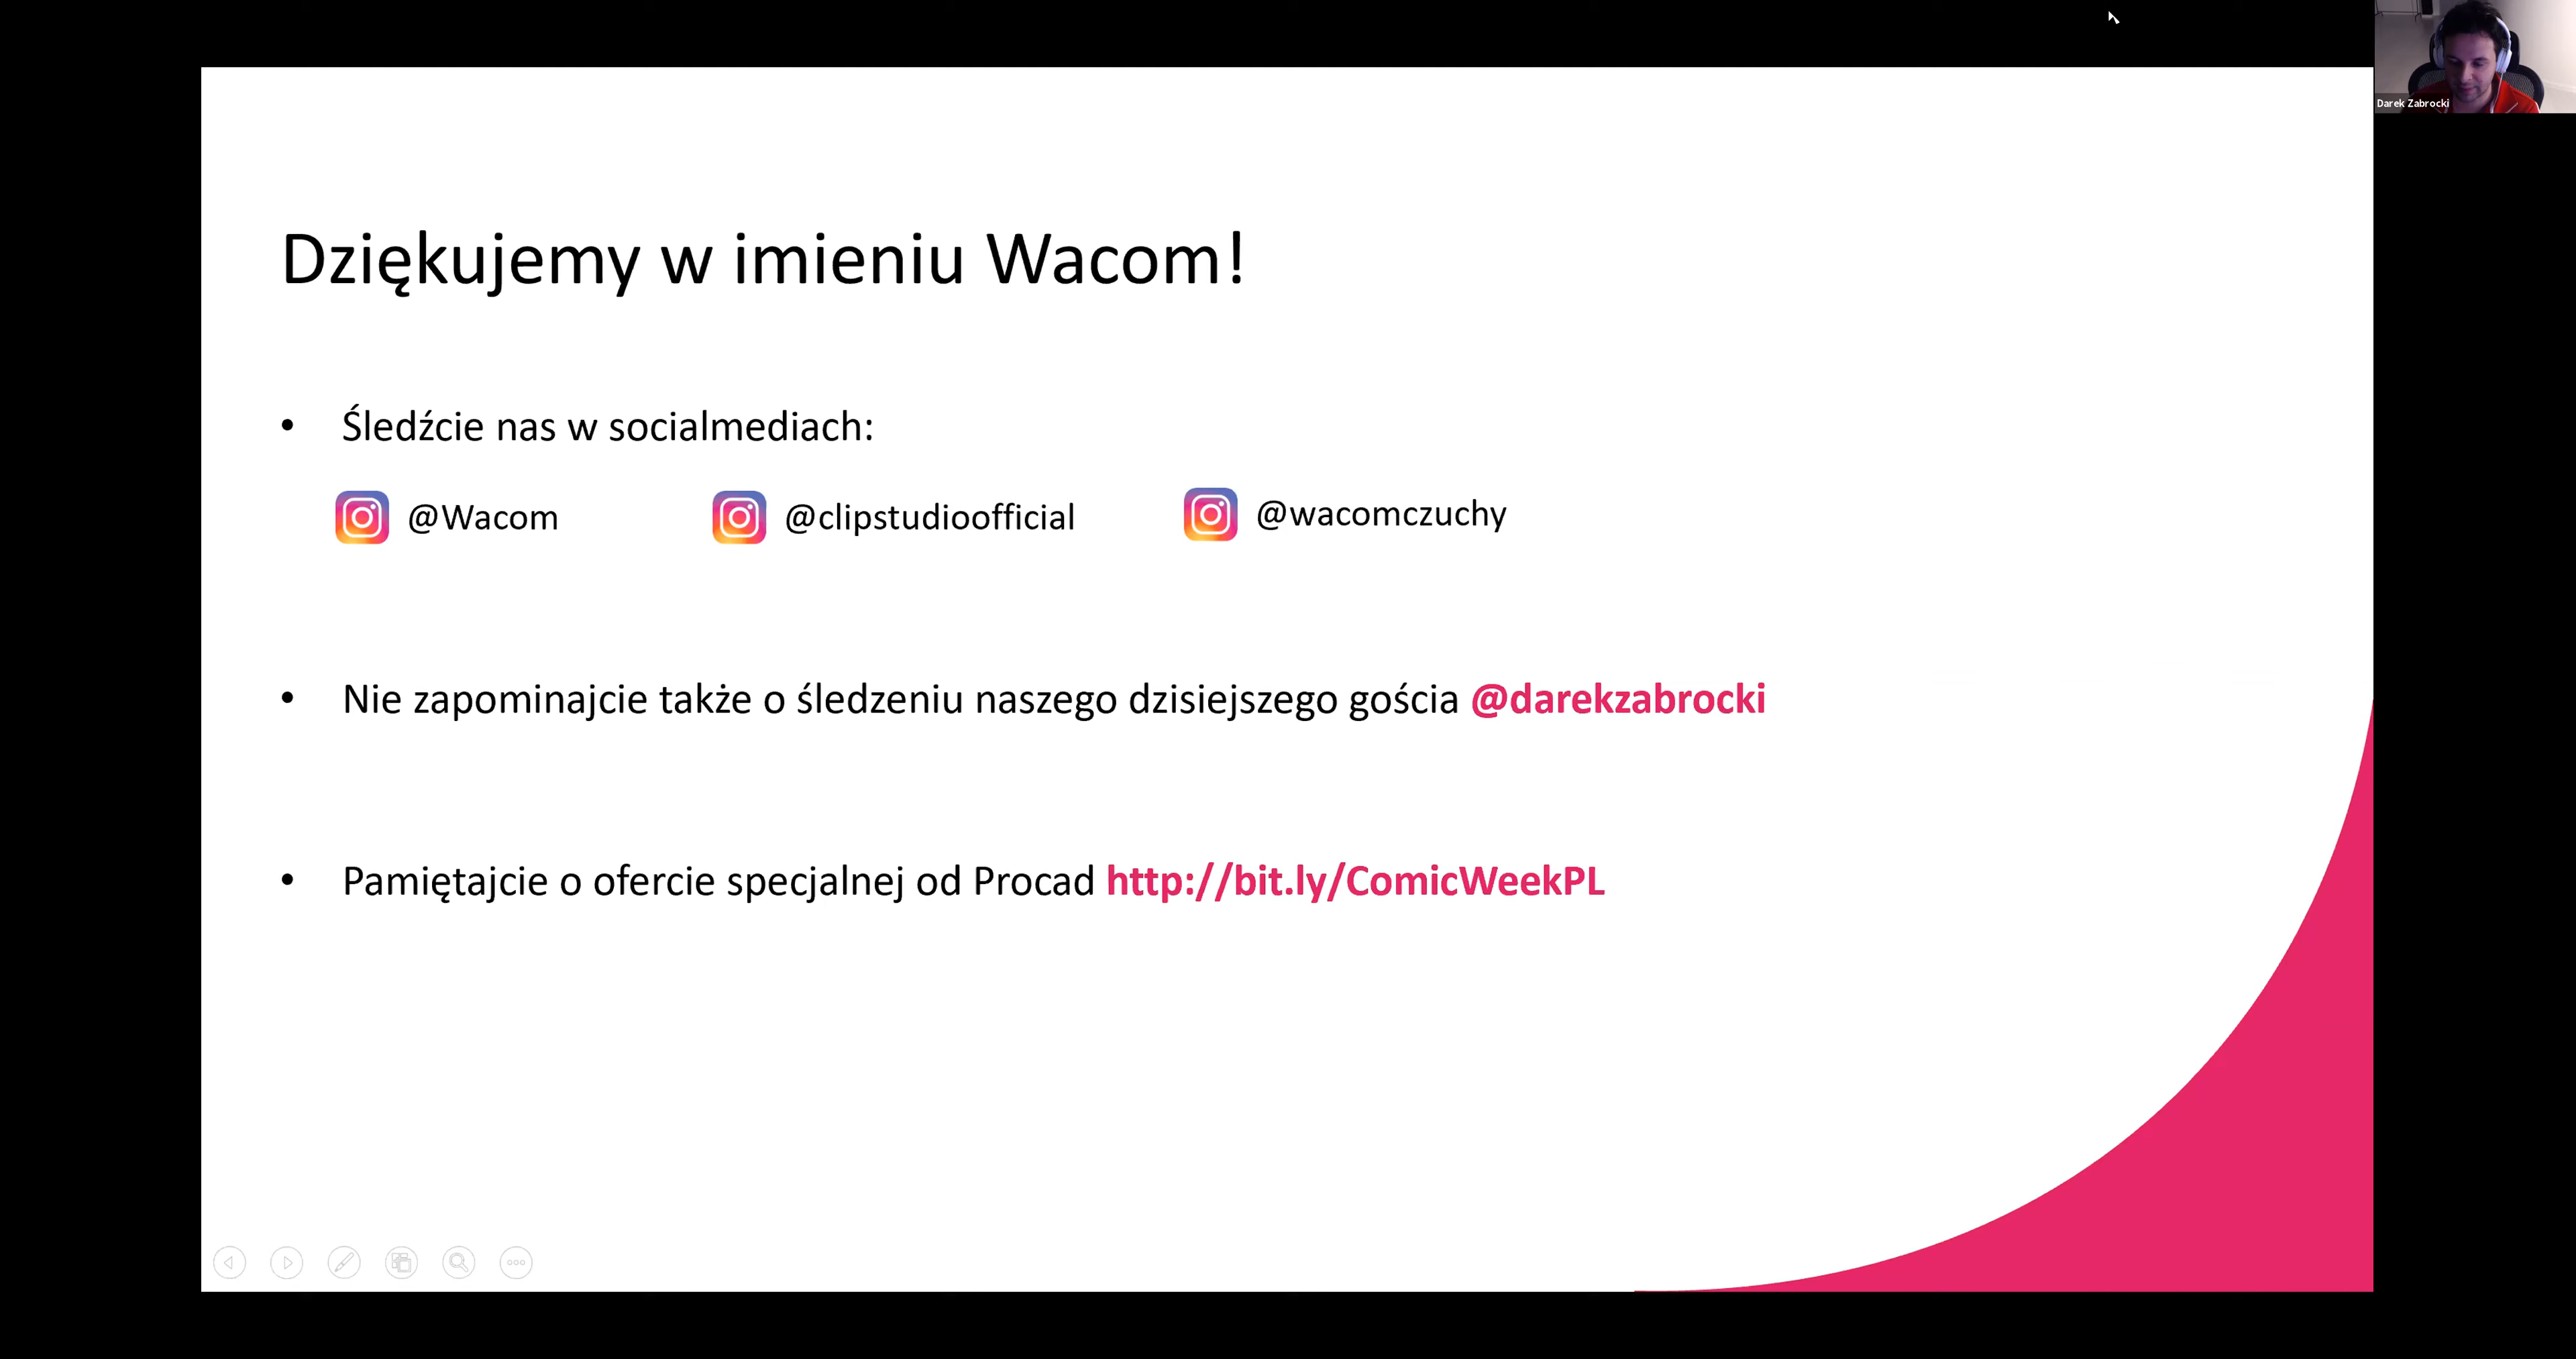 Darek Zabrocki
Dziękujemy w imieniu Wacom!
• Śledźcie nas w socialmediach:
@Wacom @clipstudioofficial @wacomczuchy
• Nie zapominajcie także o śledzeniu naszego dzisiejszego gościa @darekzabrocki
• Pamiętajcie o ofercie specjalnej od Procad http://bit.ly/ComicWeekPL